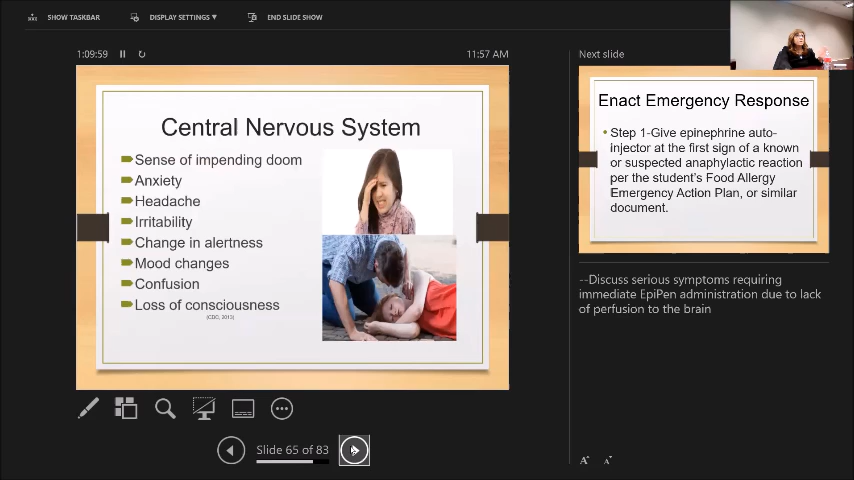 SHOW TASKBAR
DISPLAY SETTINGS ▼
END SLIDE SHOW
1:09:59
11:57 AM
Central Nervous System
Sense of impending doom
Anxiety
Headache
Irritability
Change in alertness
Mood changes
Confusion
Loss of consciousness
(CDC, 2013)
Slide 65 of 83
Next slide
Enact Emergency Response
• Step 1-Give epinephrine auto-
injector at the first sign of a known
or suspected anaphylactic reaction
per the student's Food Allergy
Emergency Action Plan, or similar
document.
--Discuss serious symptoms requiring
immediate EpiPen administration due to lack
of perfusion to the brain
A A